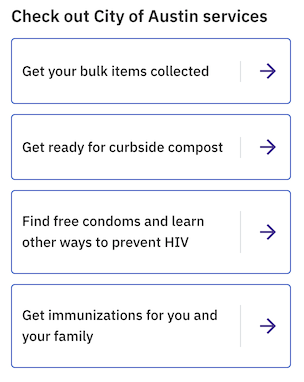 Check out City of Austin services
Get your bulk items collected
Get ready for curbside compost
Find free condoms and learn
other ways to prevent HIV
Get immunizations for you and
your family